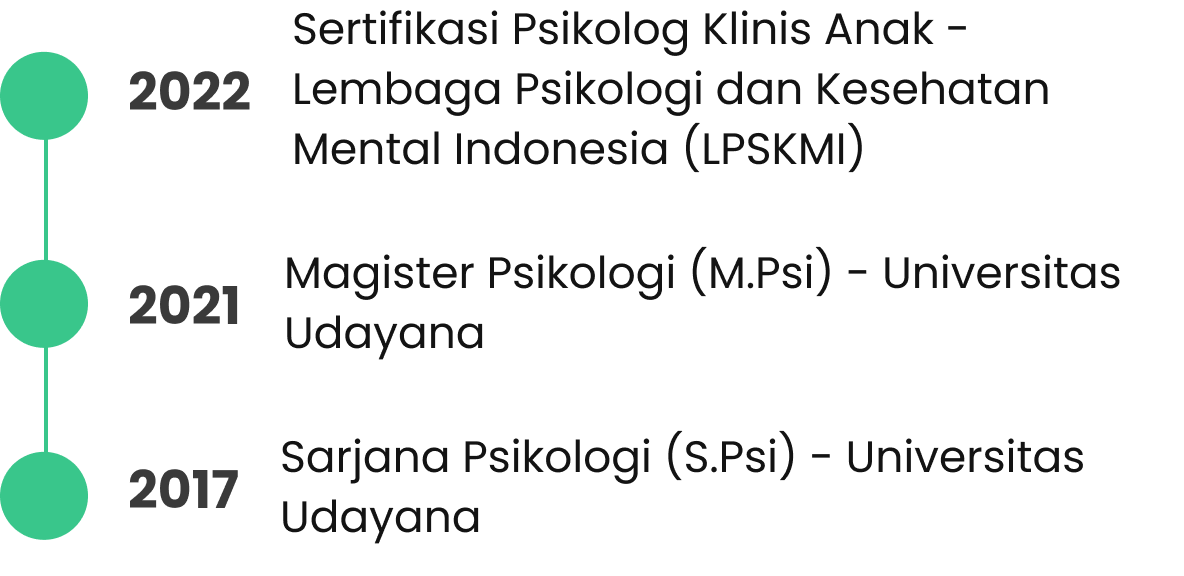 2022
Sertifikasi Psikolog Klinis Anak -
Lembaga Psikologi dan Kesehatan
Mental Indonesia (LPSKMI)
2021
Magister Psikologi (M.Psi) - Universitas
Udayana
2017
Sarjana Psikologi (S.Psi) - Universitas
Udayana